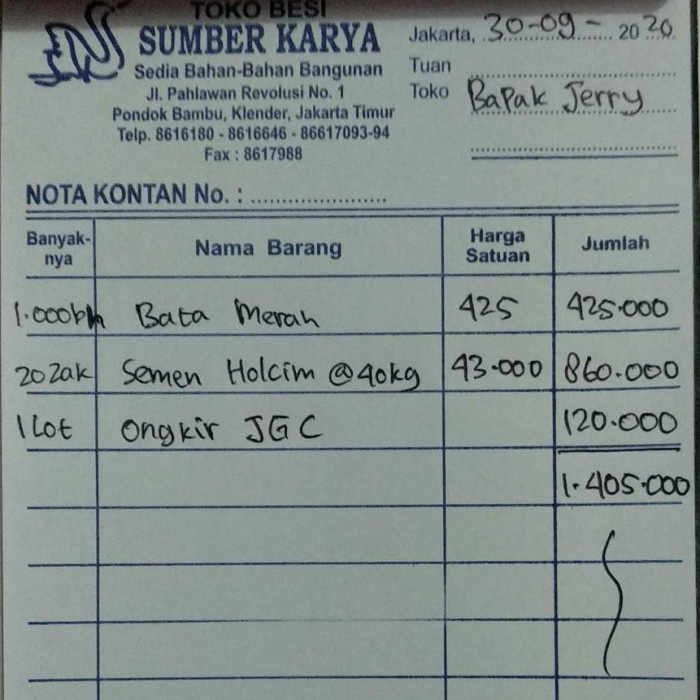 TOKO BESI
SUMBER KARYA
Sedia Bahan-Bahan Bangunan
Jl. Pahlawan Revolusi No. 1
Pondok Bambu, Klender, Jakarta Timur
Telp. 8616180 - 8616646 - 86617093-94
Fax : 8617988
Jakarta, 30-09- 2020
Tuan
Toko Bapak Jerry
NOTA KONTAN No. :
Banyak-nya Nama Barang Harga Satuan Jumlah
1.000bh Bata Merah 425 425.000
20zak Semen Holcim @40kg 43.000 860.000
1 Lot Ongkir JGC 120.000
1.405.000